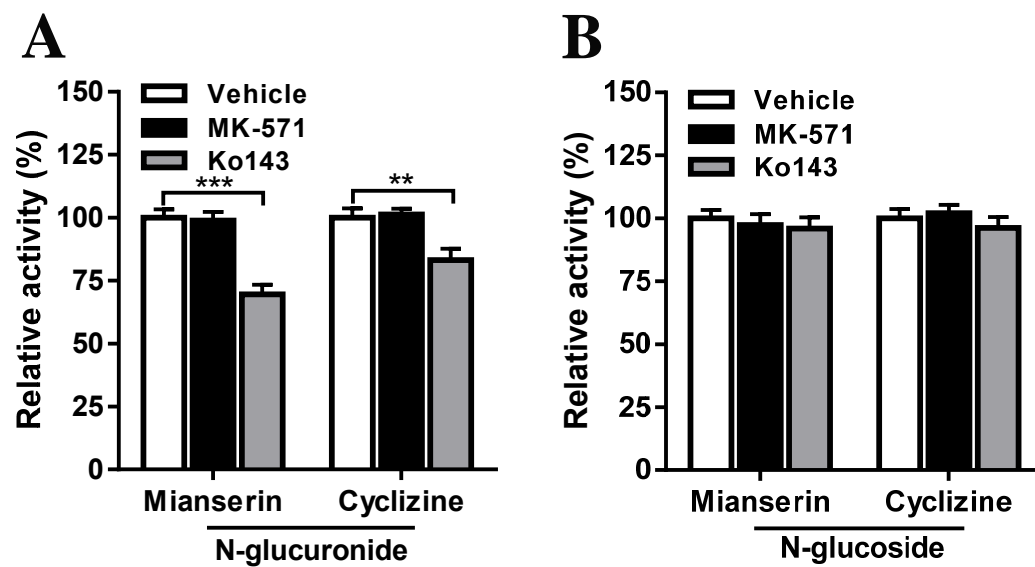 A
Relative activity (%)
150
125
100
75
50
25
0
Vehicle
MK-571
Ko143
***
**
Mianserin
Cyclizine
N-glucuronide
B
Relative activity (%)
150
125
100
75
50
25
0
Vehicle
MK-571
Ko143
Mianserin
Cyclizine
N-glucoside